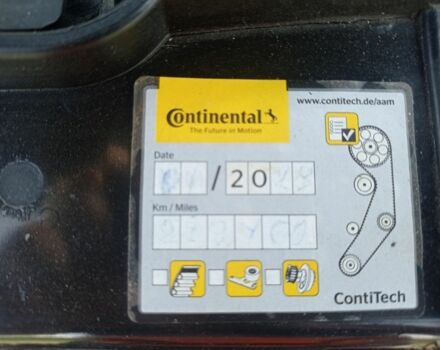 Continental
The Future in Motion
www.contitech.de/aam
Date
/ 20
Km / Miles
ContiTech